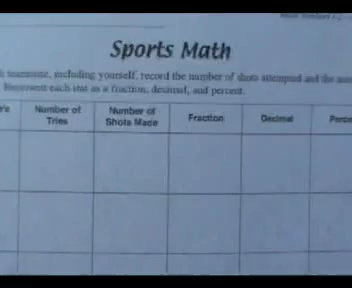 Sports Math
teammate, including yourself, record the number of shots attempted and the
Represent each stat as a fraction, decimal, and percent.
Number of Tries
Number of Shots Made
Fraction
Decimal